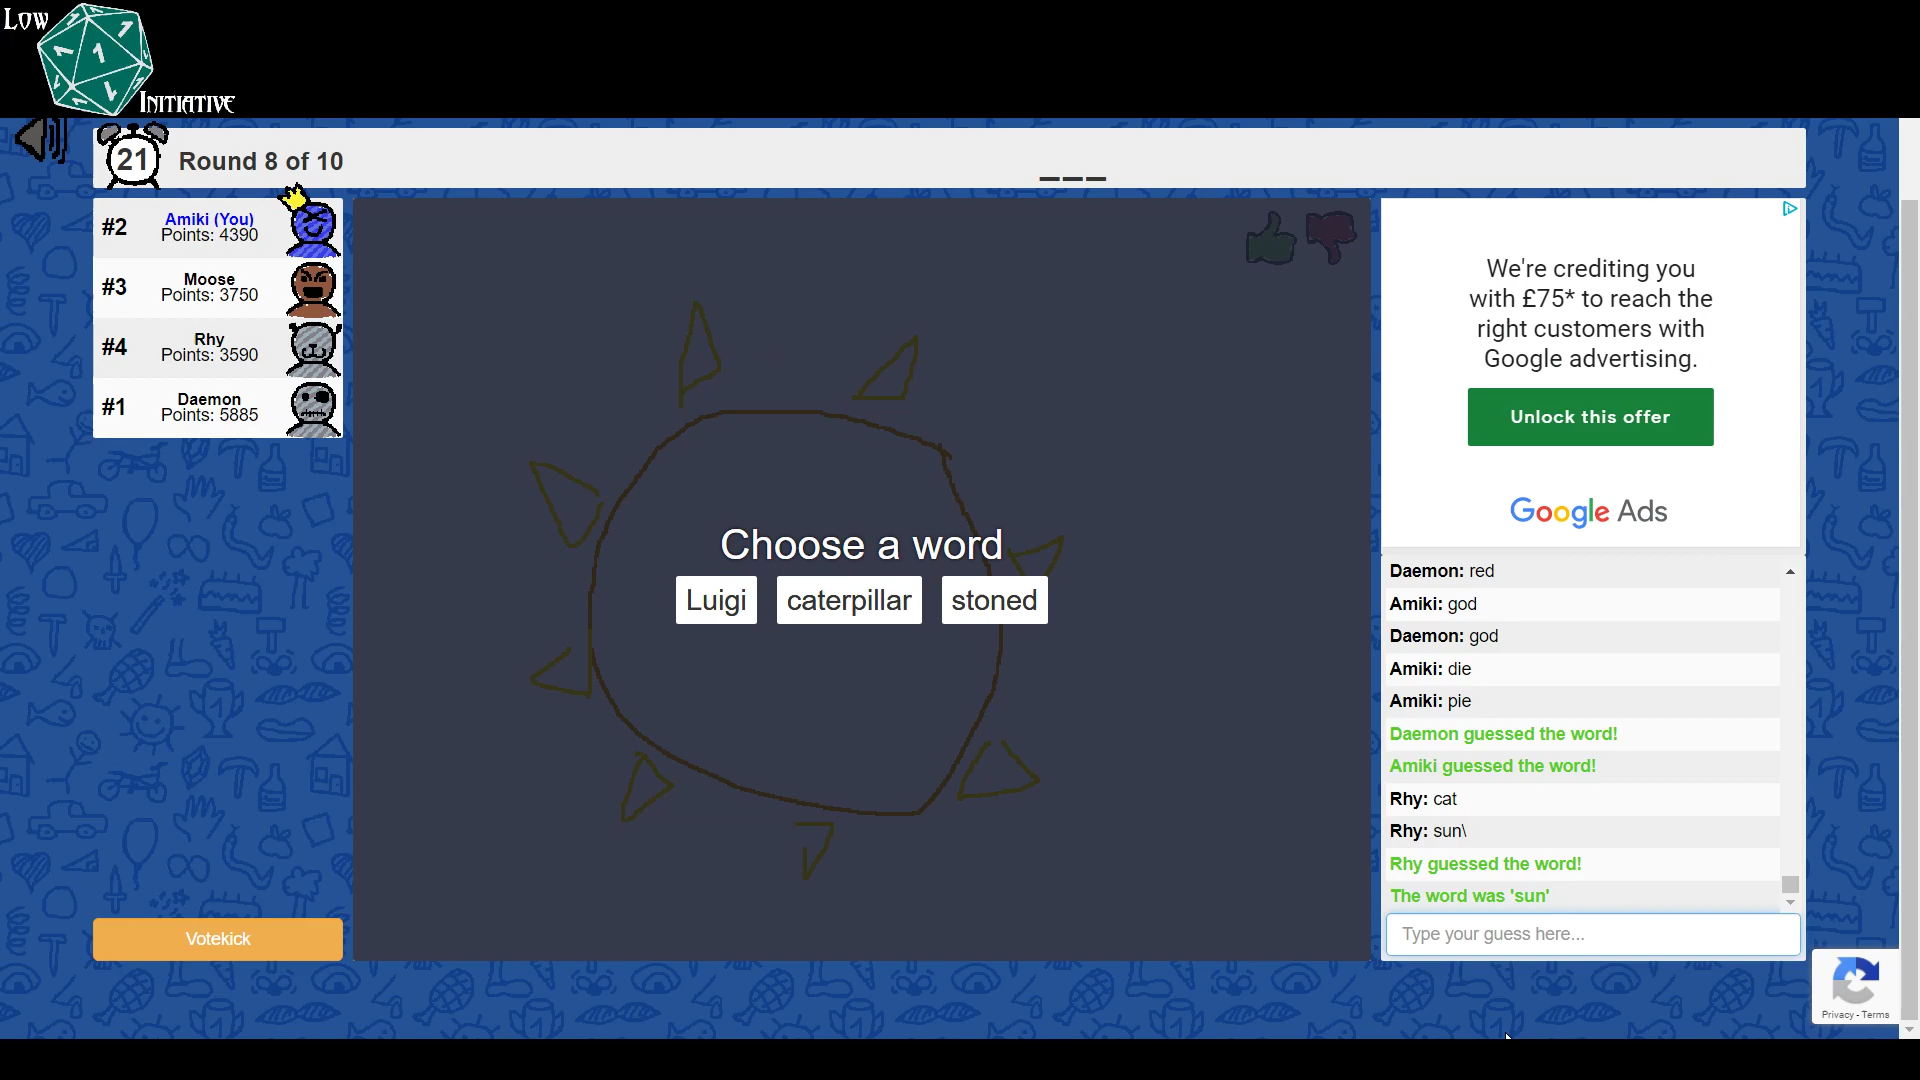 Low
Initiative
21
Round 8 of 10
_ _ _
#2
Amiki (You)
Points: 4390
#3
Moose
Points: 3750
#4
Rhy
Points: 3590
#1
Daemon
Points: 5885
Votekick
Choose a word
Luigi
caterpillar
stoned
We're crediting you
with £75* to reach the
right customers with
Google advertising.
Unlock this offer
Google Ads
Daemon: red
Amiki: god
Daemon: god
Amiki: die
Amiki: pie
Daemon guessed the word!
Amiki guessed the word!
Rhy: cat
Rhy: sun\
Rhy guessed the word!
The word was 'sun'
Type your guess here...
Privacy - Terms